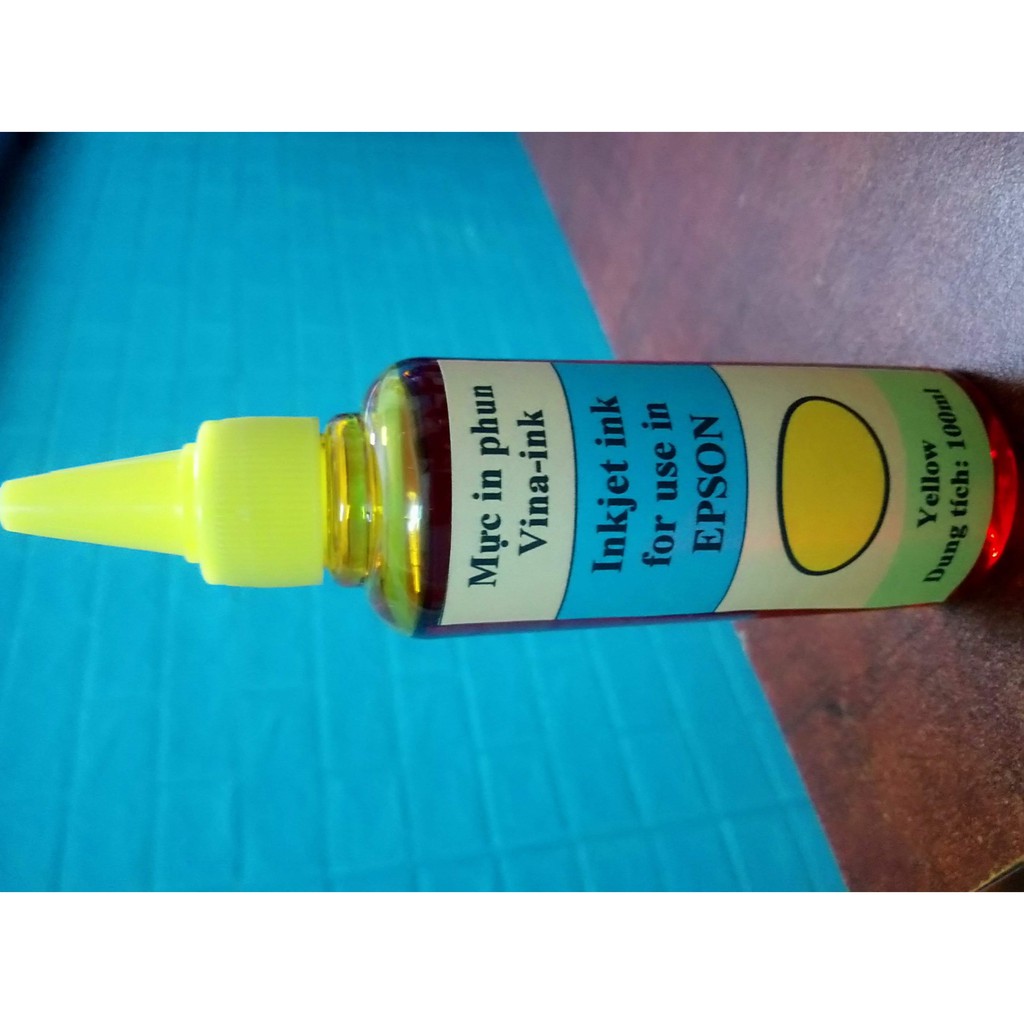 Mực in phun
Vina-ink
Inkjet ink
for use in
EPSON
Yellow
Dung tích: 100ml